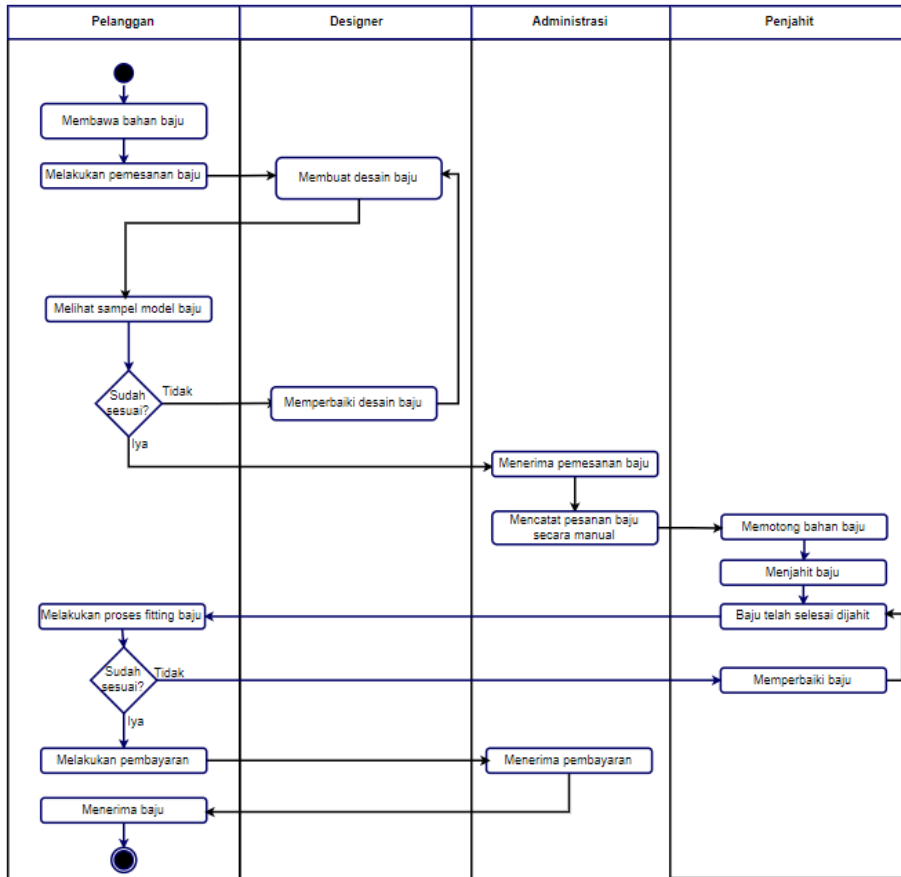 Pelanggan
Designer
Administrasi
Penjahit
Membawa bahan baju
Melakukan pemesanan baju
Membuat desain baju
Melihat sampel model baju
Sudah
sesuai?
Tidak
Memperbaiki desain baju
Iya
Menerima pemesanan baju
Mencatat pesanan baju
secara manual
Memotong bahan baju
Menjahit baju
Melakukan proses fitting baju
Baju telah selesai dijahit
Sudah
sesuai?
Tidak
Memperbaiki baju
Iya
Melakukan pembayaran
Menerima pembayaran
Menerima baju